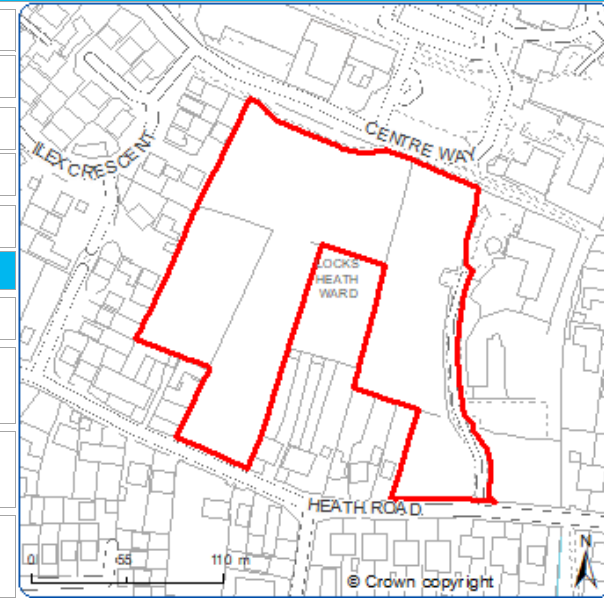 CENTRE WAY
ILEX CRESCENT
LOCKS
HEATH
WARD
HEATH ROAD
0 55 110 m
N
© Crown copyright